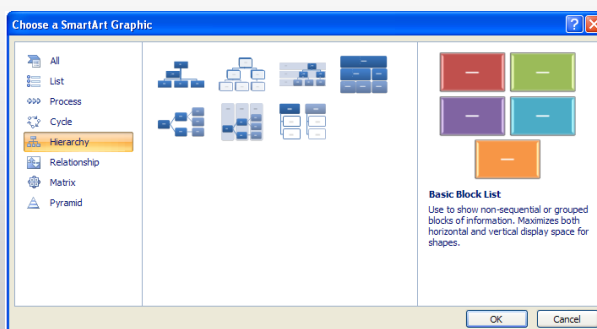 Choose a SmartArt Graphic
All
List
Process
Cycle
Hierarchy
Relationship
Matrix
Pyramid
Basic Block List
Use to show non-sequential or grouped
blocks of information. Maximizes both
horizontal and vertical display space for
shapes.
OK
Cancel